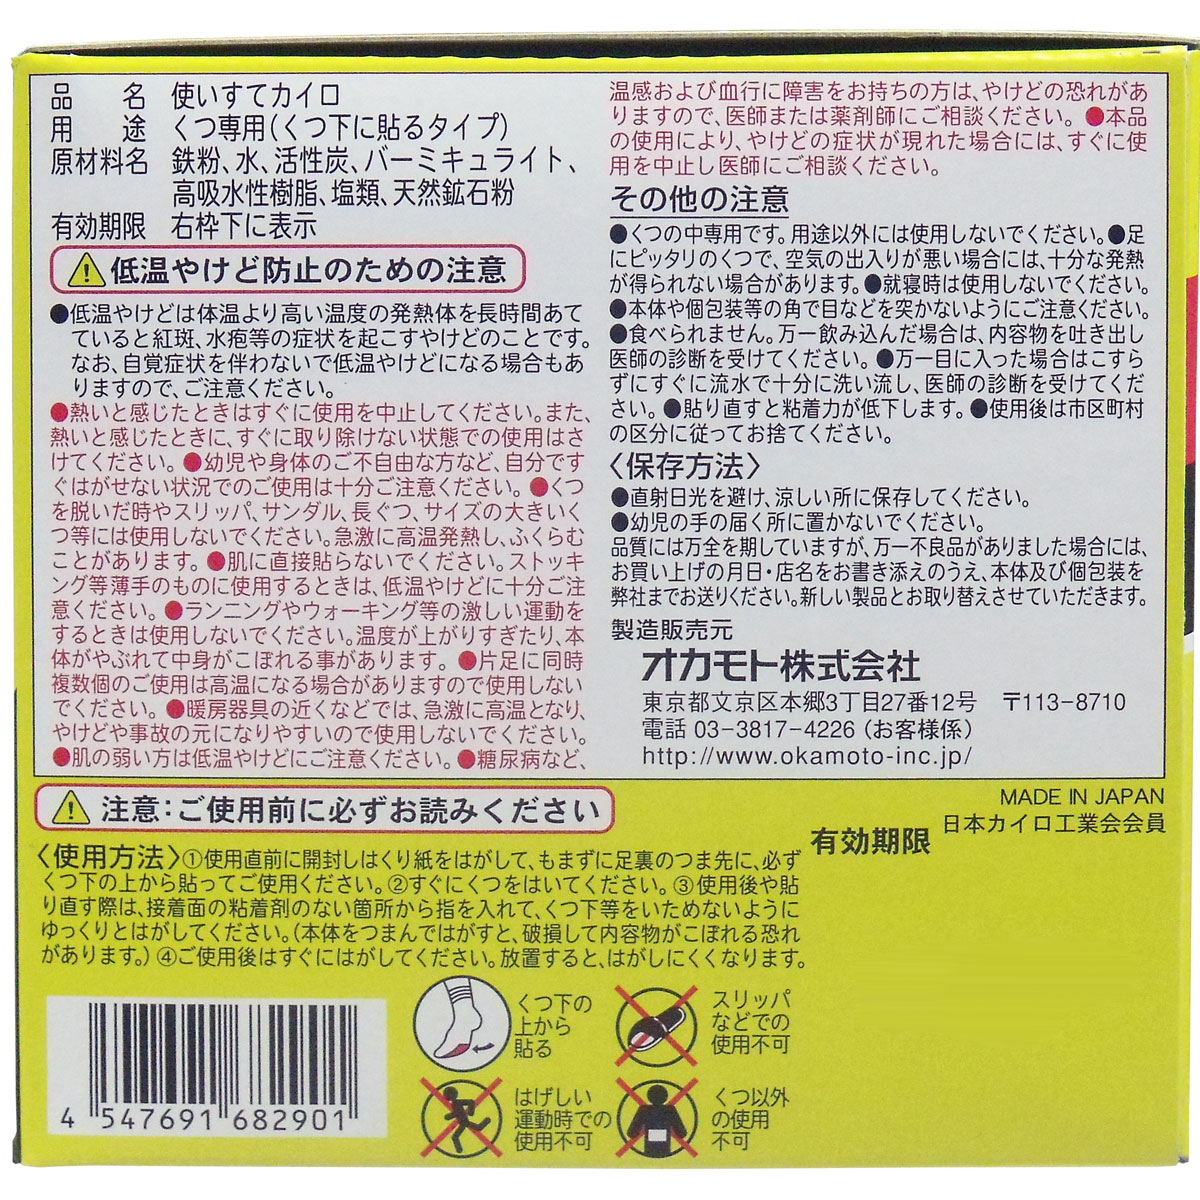 品　名 使いすてカイロ
用　途 くつ専用(くつ下に貼るタイプ)
原材料名 鉄粉、水、活性炭、バーミキュライト、
高吸水性樹脂、塩類、天然鉱石粉
有効期限 右枠下に表示
低温やけど防止のための注意
●低温やけどは体温より高い温度の発熱体を長時間あて
ていると紅斑、水疱等の症状を起こすやけどのことです。
なお、自覚症状を伴わないで低温やけどになる場合もあ
りますので、ご注意ください。
●熱いと感じたときはすぐに使用を中止してください。また、
熱いと感じたときに、すぐに取り除けない状態での使用はさ
けてください。●幼児や身体のご不自由な方など、自分です
ぐはがせない状況でのご使用は十分ご注意ください。●くつ
を脱いだ時やスリッパ、サンダル、長ぐつ、サイズの大きいく
つ等には使用しないでください。急激に高温発熱し、ふくらむ
ことがあります。●肌に直接貼らないでください。ストッキ
ング等薄手のものに使用するときは、低温やけどに十分ご注
意ください。●ランニングやウォーキング等の激しい運動を
するときは使用しないでください。温度が上がりすぎたり、本
体がやぶれて中身がこぼれる事があります。●片足に同時
複数個のご使用は高温になる場合がありますので使用しない
でください。●暖房器具の近くなどでは、急激に高温となり、
やけどや事故の元になりやすいので使用しないでください。
●肌の弱い方は低温やけどにご注意ください。●糖尿病など、
温感および血行に障害をお持ちの方は、やけどの恐れがあ
りますので、医師または薬剤師にご相談ください。●本品
の使用により、やけどの症状が現れた場合には、すぐに使
用を中止し医師にご相談ください。
その他の注意
●くつの中専用です。用途以外には使用しないでください。●足
にピッタリのくつで、空気の出入りが悪い場合には、十分な発熱
が得られない場合があります。●就寝時は使用しないでください。
●本体や個包装等の角で目などを突かないようにご注意ください。
●食べられません。万一飲み込んだ場合は、内容物を吐き出し
医師の診断を受けてください。●万一目に入った場合はこすら
ずにすぐに流水で十分に洗い流し、医師の診断を受けてくだ
さい。●貼り直すと粘着力が低下します。●使用後は市区町村
の区分に従ってお捨てください。
〈保存方法〉
●直射日光を避け、涼しい所に保存してください。
●幼児の手の届く所に置かないでください。
品質には万全を期していますが、万一不良品がありました場合には、
お買い上げの月日・店名をお書き添えのうえ、本体及び個包装を
弊社までお送りください。新しい製品とお取り替えさせていただきます。
製造販売元
オカモト株式会社
東京都文京区本郷3丁目27番12号　〒113-8710
電話 03-3817-4226(お客様係)
http://www.okamoto-inc.jp/
注意:ご使用前に必ずお読みください
MADE IN JAPAN
日本カイロ工業会会員
有効期限
〈使用方法〉①使用直前に開封しはくり紙をはがして、もまずに足裏のつま先に、必ず
くつ下の上から貼ってご使用ください。②すぐにくつをはいてください。③使用後や貼
り直す際は、接着面の粘着剤のない箇所から指を入れて、くつ下等をいためないように
ゆっくりとはがしてください。(本体をつまんではがすと、破損して内容物がこぼれる恐れ
があります。)④ご使用後はすぐにはがしてください。放置すると、はがしにくくなります。
くつ下の
上から
貼る
スリッパ
などでの
使用不可
はげしい
運動時での
使用不可
くつ以外
の使用
不可
4 547691 682901